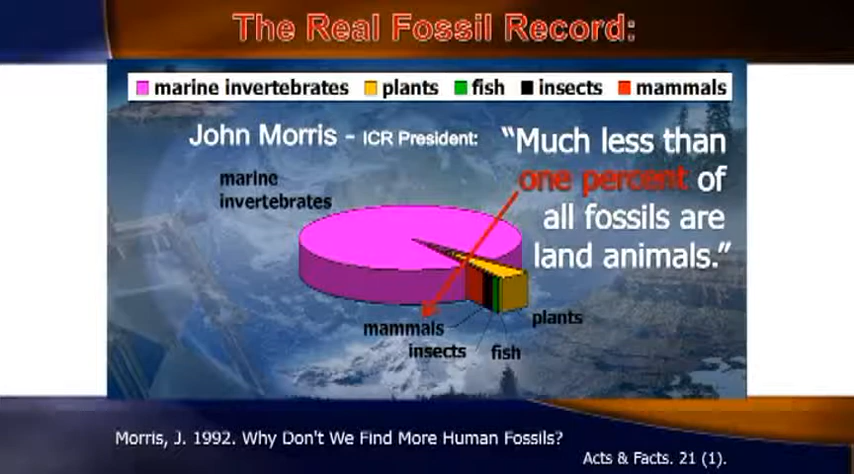 The Real Fossil Record:
marine invertebrates plants fish insects mammals
John Morris - ICR President:
"Much less than
one percent of
all fossils are
land animals."
marine
invertebrates
mammals
insects
fish
plants
Morris, J. 1992. Why Don't We Find More Human Fossils?
Acts & Facts. 21 (1).